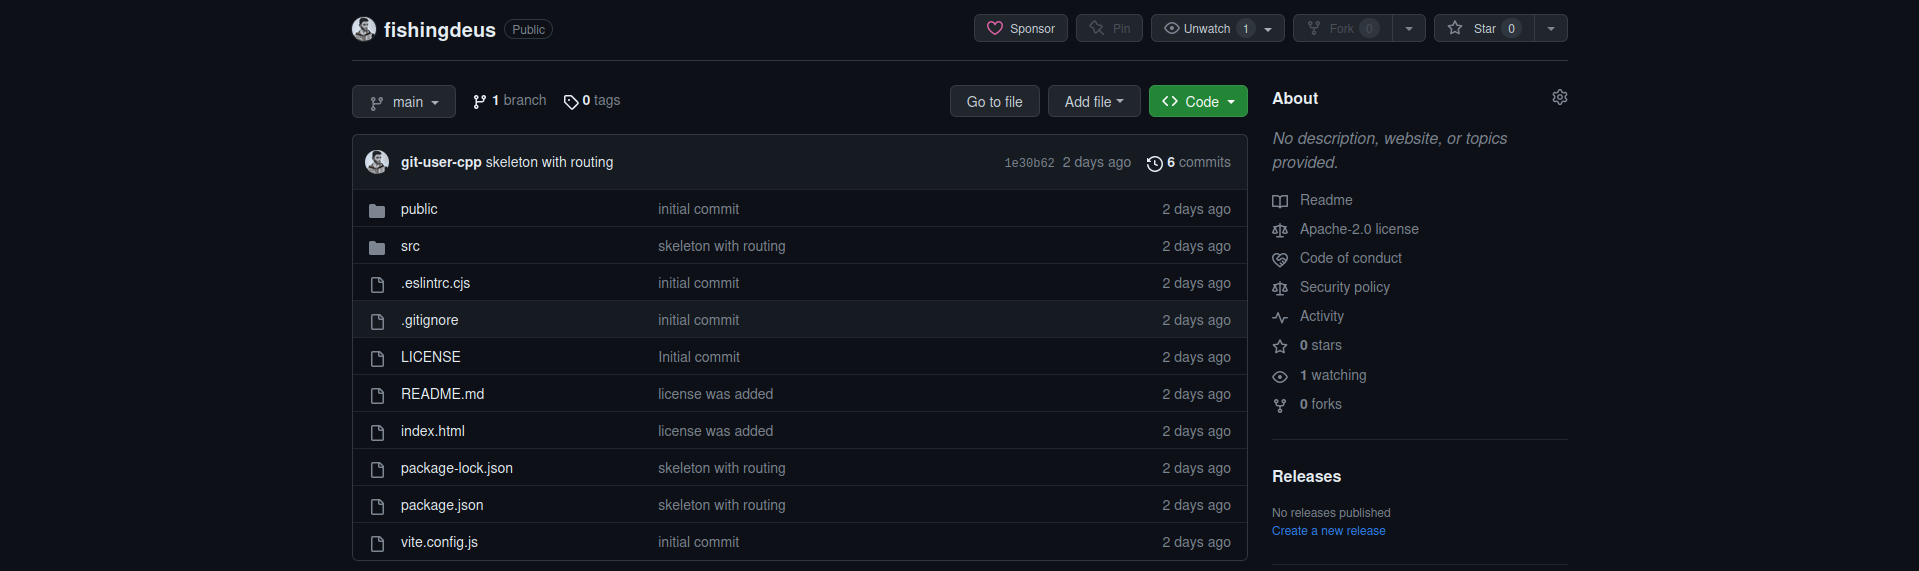 fishingdeus Public Sponsor Pin Unwatch 1 Fork 0 Star 0
main 1 branch 0 tags Go to file Add file Code
git-user-cpp skeleton with routing 1e30b62 2 days ago 6 commits
public initial commit 2 days ago
src skeleton with routing 2 days ago
.eslintrc.cjs initial commit 2 days ago
.gitignore initial commit 2 days ago
LICENSE Initial commit 2 days ago
README.md license was added 2 days ago
index.html license was added 2 days ago
package-lock.json skeleton with routing 2 days ago
package.json skeleton with routing 2 days ago
vite.config.js initial commit 2 days ago
About
No description, website, or topics
provided.
Readme
Apache-2.0 license
Code of conduct
Security policy
Activity
0 stars
1 watching
0 forks
Releases
No releases published
Create a new release